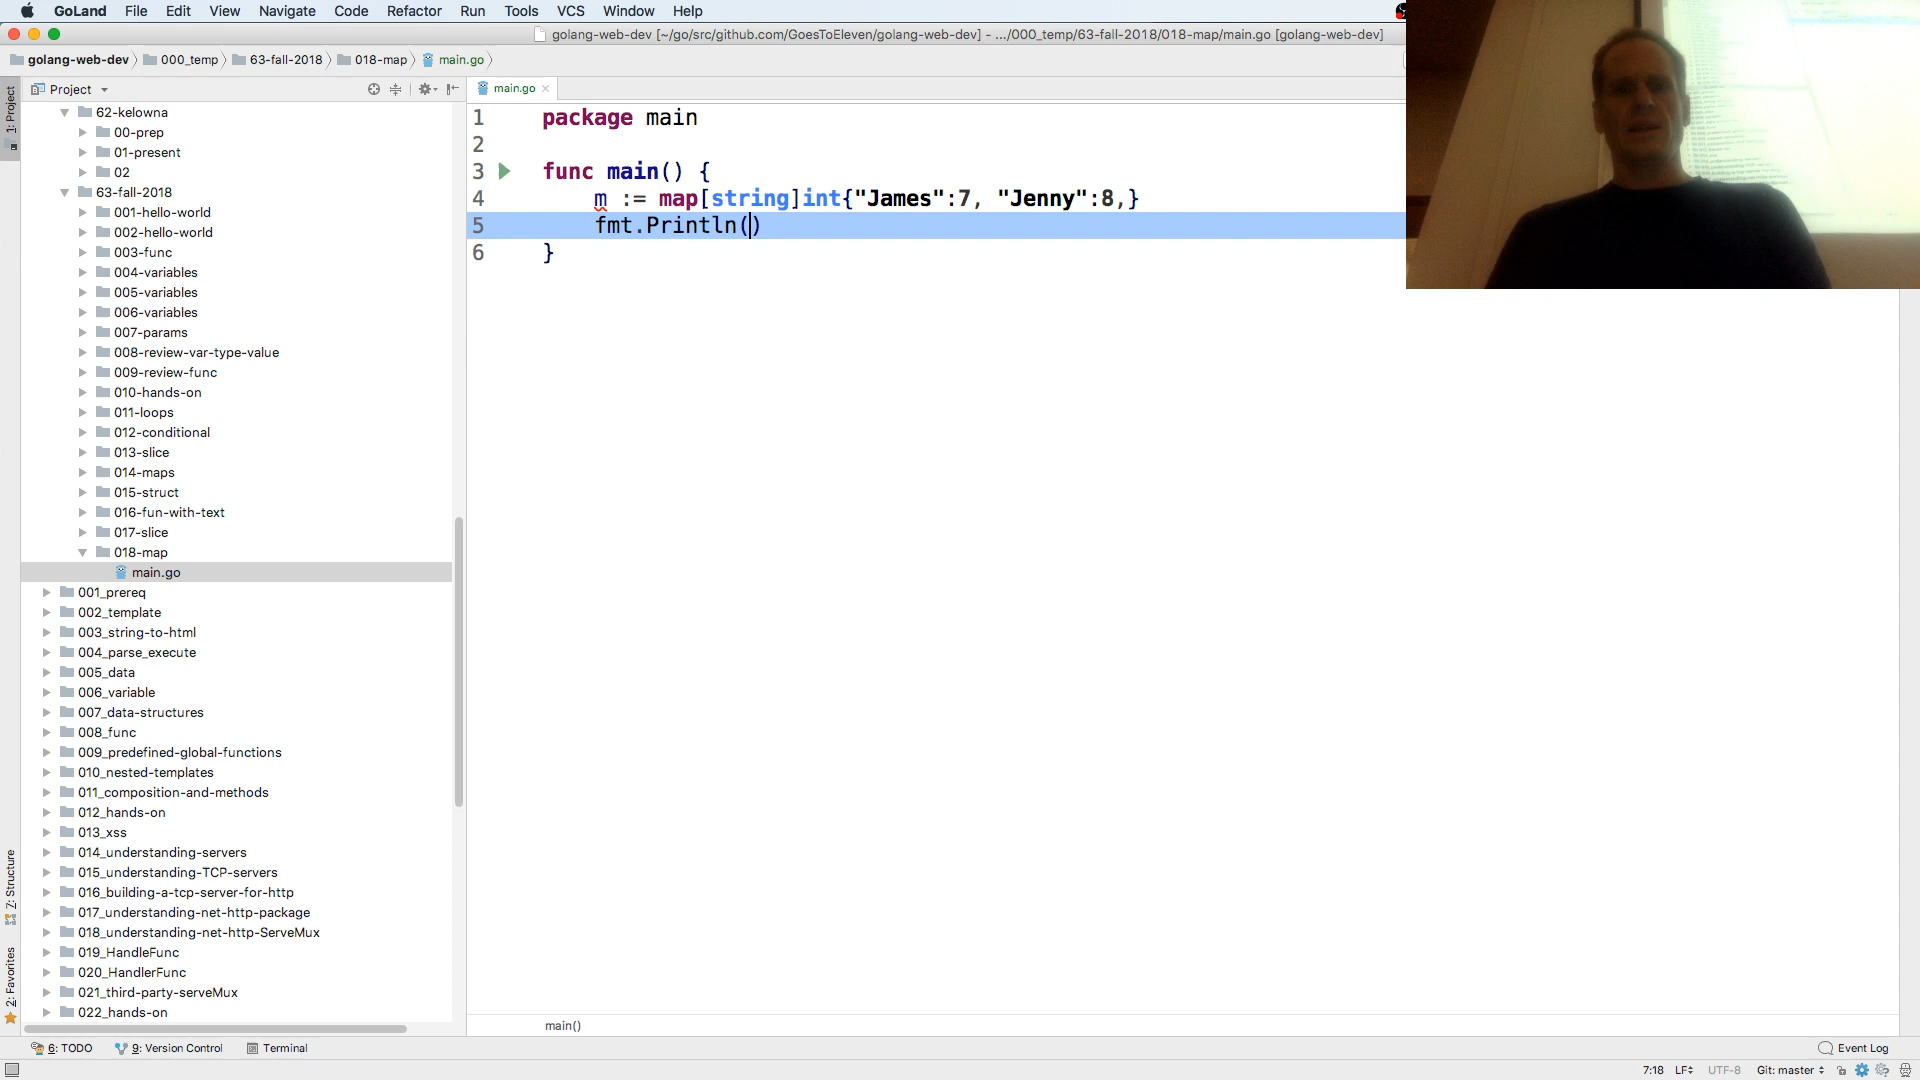 GoLand File Edit View Navigate Code Refactor Run Tools VCS Window Help
golang-web-dev [~/go/src/github.com/GoesToEleven/golang-web-dev] - .../000_temp/63-fall-2018/018-map/main.go [golang-web-dev]
golang-web-dev 000_temp 63-fall-2018 018-map main.go
1: Project
Project
main.go
62-kelowna
00-prep
01-present
02
63-fall-2018
001-hello-world
002-hello-world
003-func
004-variables
005-variables
006-variables
007-params
008-review-var-type-value
009-review-func
010-hands-on
011-loops
012-conditional
013-slice
014-maps
015-struct
016-fun-with-text
017-slice
018-map
main.go
001_prereq
002_template
003_string-to-html
004_parse_execute
005_data
006_variable
007_data-structures
008_func
009_predefined-global-functions
010_nested-templates
011_composition-and-methods
012_hands-on
013_xss
014_understanding-servers
015_understanding-TCP-servers
016_building-a-tcp-server-for-http
017_understanding-net-http-package
018_understanding-net-http-ServeMux
019_HandleFunc
020_HandlerFunc
021_third-party-serveMux
022_hands-on
7: Structure
2: Favorites
1 package main
2
3 func main() {
4 m := map[string]int{"James":7, "Jenny":8,}
5 fmt.Println()
6 }
main()
6: TODO 9: Version Control Terminal Event Log
7:18 LF UTF-8 Git: master